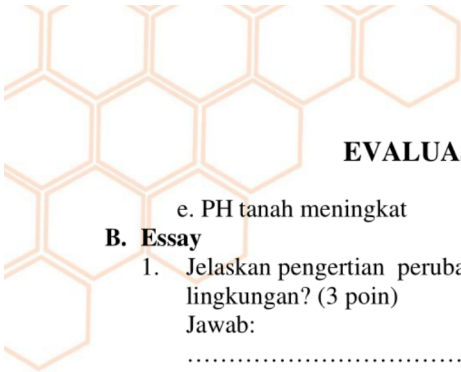 EVALUA
e. PH tanah meningkat
B. Essay
1. Jelaskan pengertian peruba
lingkungan? (3 poin)
Jawab:
……………………………